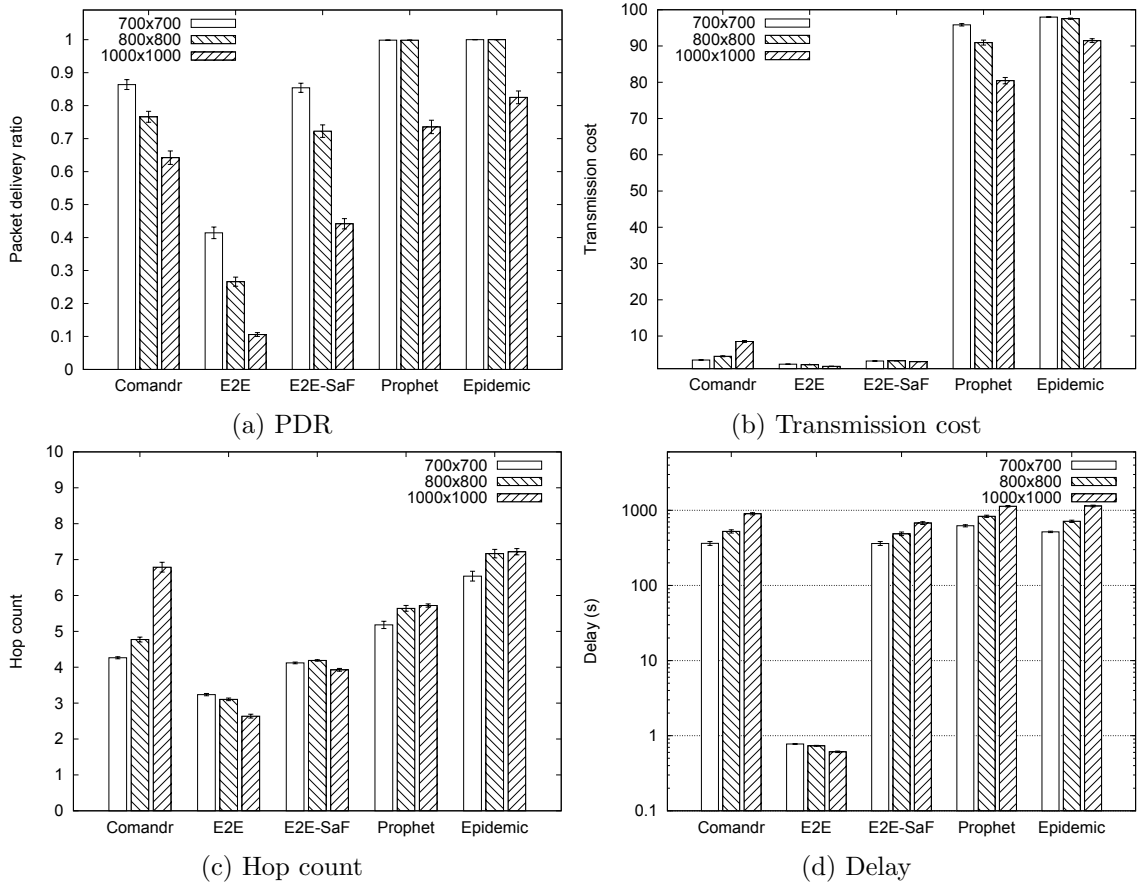 700x700
800x800
1000x1000
Packet delivery ratio
1
0.9
0.8
0.7
0.6
0.5
0.4
0.3
0.2
0.1
0
Comandr E2E E2E-SaF Prophet Epidemic
(a) PDR
700x700
800x800
1000x1000
Transmission cost
100
90
80
70
60
50
40
30
20
10
Comandr E2E E2E-SaF Prophet Epidemic
(b) Transmission cost
700x700
800x800
1000x1000
Hop count
10
9
8
7
6
5
4
3
2
1
0
Comandr E2E E2E-SaF Prophet Epidemic
(c) Hop count
700x700
800x800
1000x1000
Delay (s)
1000
100
10
1
0.1
Comandr E2E E2E-SaF Prophet Epidemic
(d) Delay